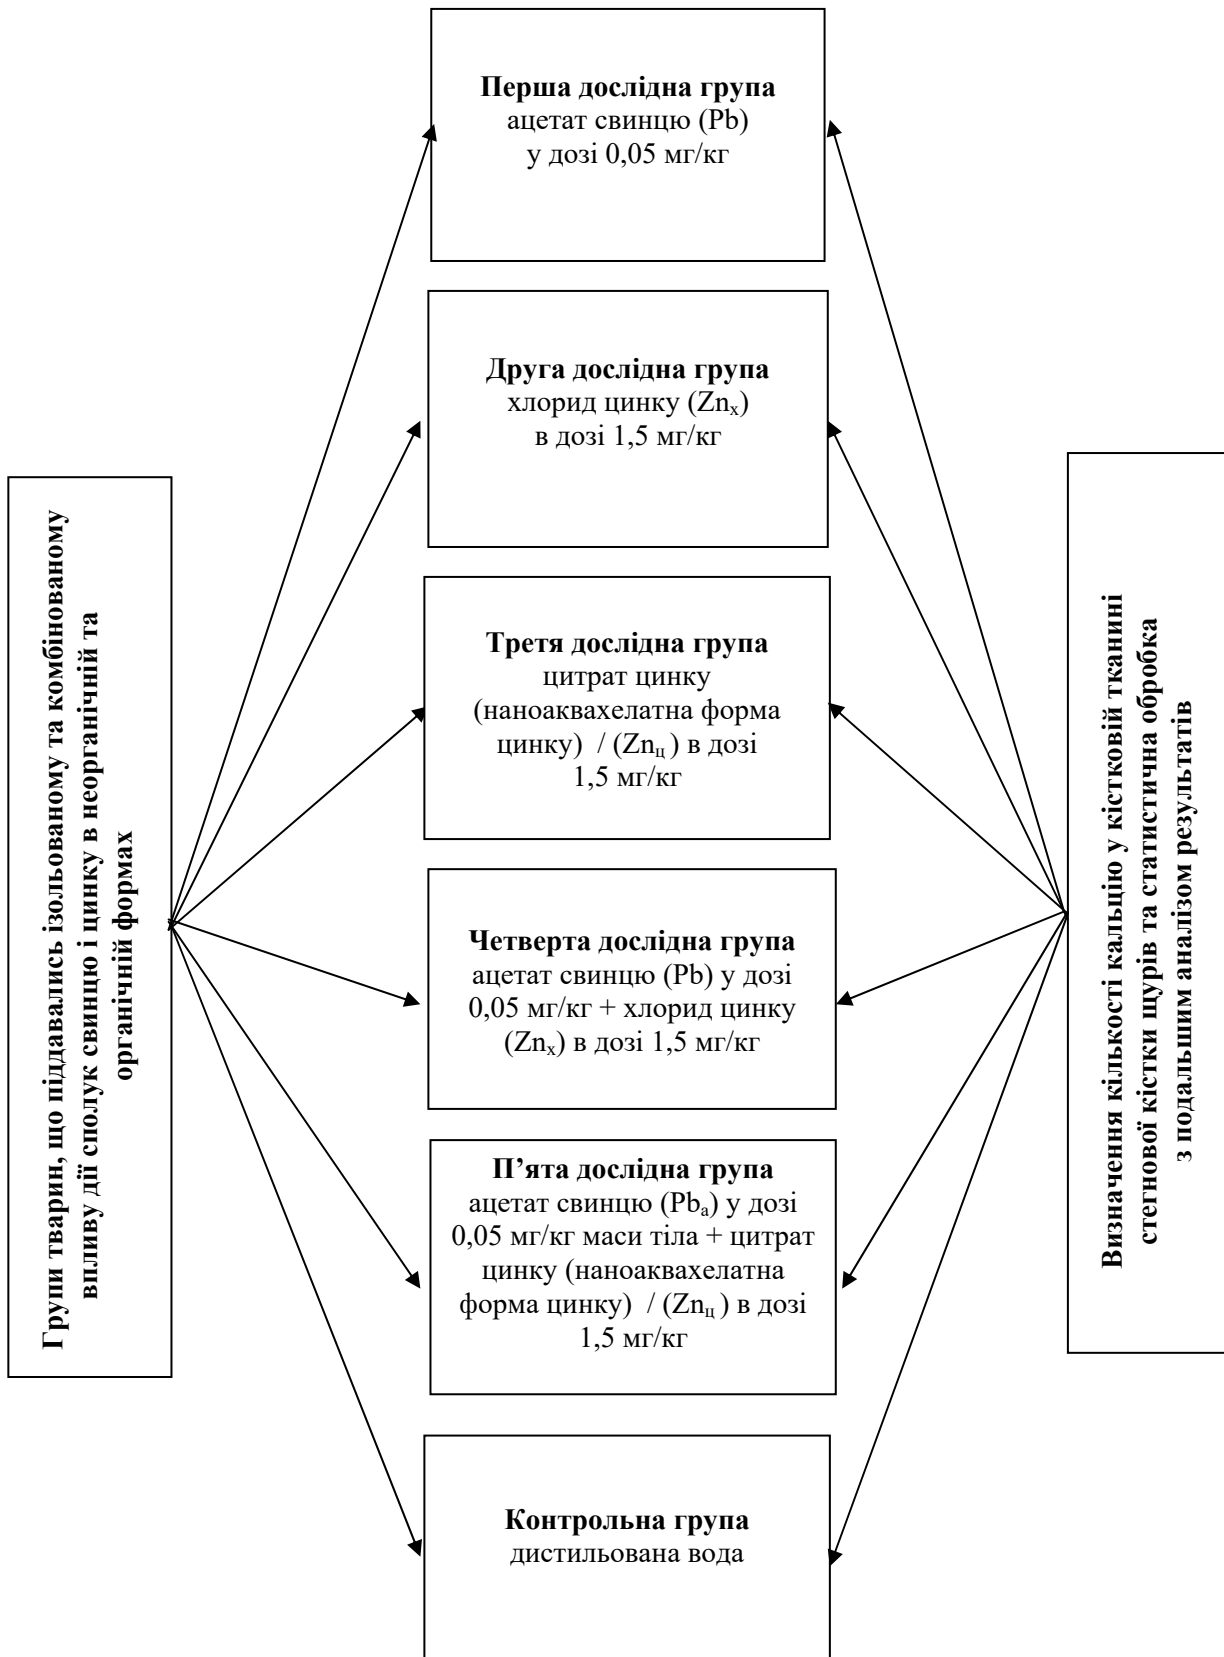 Групи тварин, що піддавались ізольованому та комбінованому
впливу дії сполук свинцю і цинку в неорганічній та
органічній формах
Перша дослідна група
ацетат свинцю (Pb)
у дозі 0,05 мг/кг
Друга дослідна група
хлорид цинку (Znх)
в дозі 1,5 мг/кг
Третя дослідна група
цитрат цинку
(наноаквахелатна форма
цинку) / (Znц ) в дозі
1,5 мг/кг
Четверта дослідна група
ацетат свинцю (Pb) у дозі
0,05 мг/кг + хлорид цинку
(Znх) в дозі 1,5 мг/кг
П’ята дослідна група
ацетат свинцю (Pbа) у дозі
0,05 мг/кг маси тіла + цитрат
цинку (наноаквахелатна
форма цинку) / (Znц ) в дозі
1,5 мг/кг
Контрольна група
дистильована вода
Визначення кількості кальцію у кістковій тканині
стегнової кістки щурів та статистична обробка
з подальшим аналізом результатів